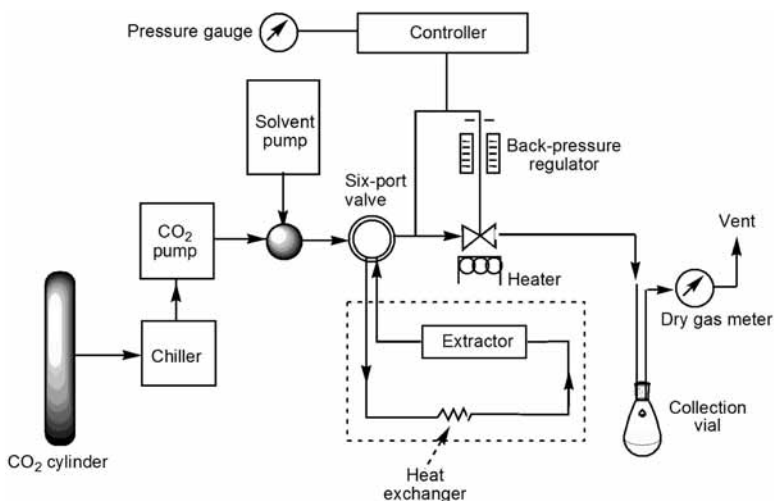 Pressure gauge
Controller
Solvent
pump
Back-pressure
regulator
Six-port
valve
CO₂
pump
Vent
Heater
Dry gas meter
Chiller
Extractor
Collection
vial
CO₂ cylinder
Heat
exchanger